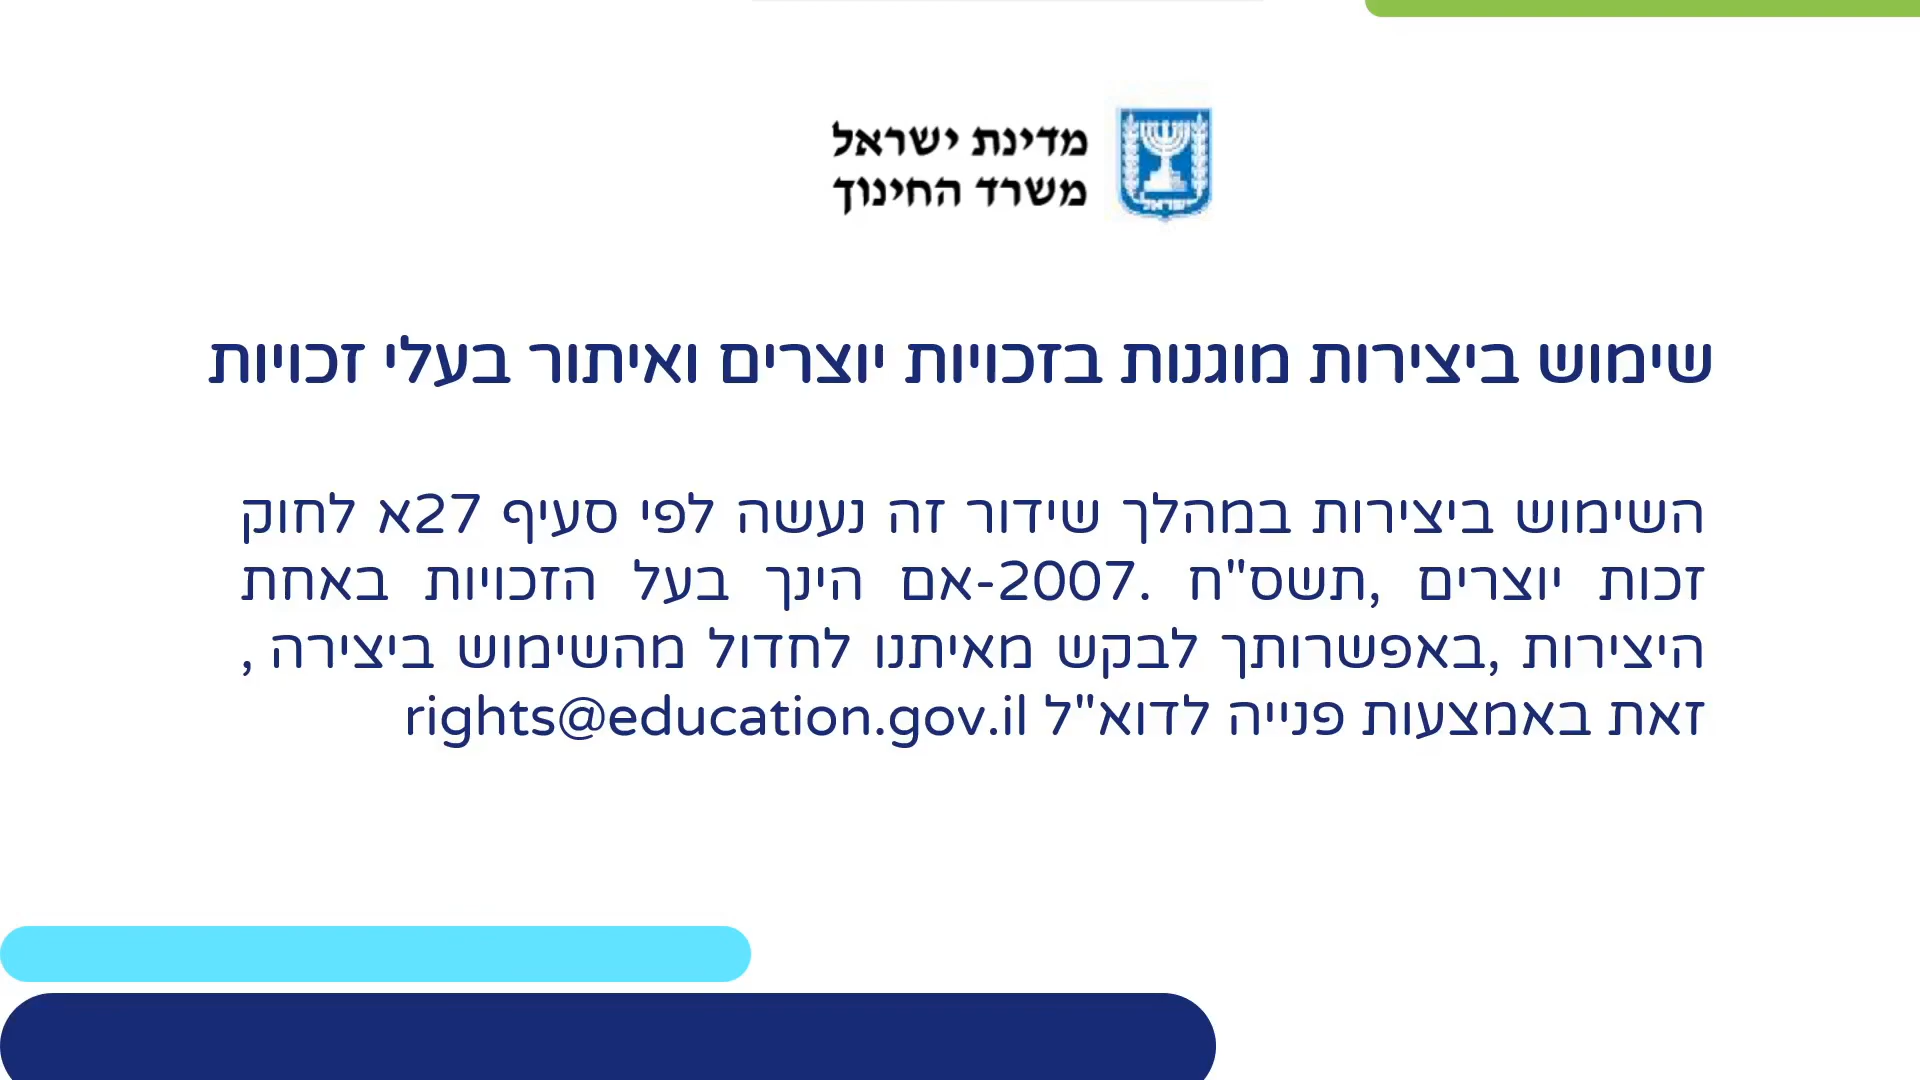 מדינת ישראל
משרד החינוך
שימוש ביצירות מוגנות בזכויות יוצרים ואיתור בעלי זכויות
השימוש ביצירות במהלך שידור זה נעשה לפי סעיף 27א לחוק
זכות יוצרים ,תשס"ח .2007-אם הינך בעל הזכויות באחת
היצירות ,באפשרותך לבקש מאיתנו לחדול מהשימוש ביצירה ,
זאת באמצעות פנייה לדוא"ל rights@education.gov.il